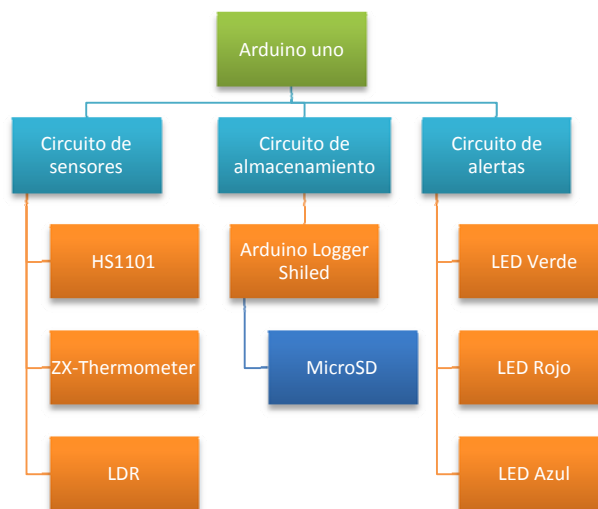 Arduino uno
Circuito de
sensores
Circuito de
almacenamiento
Circuito de
alertas
HS1101
Arduino Logger
Shiled
LED Verde
ZX-Thermometer
MicroSD
LED Rojo
LDR
LED Azul